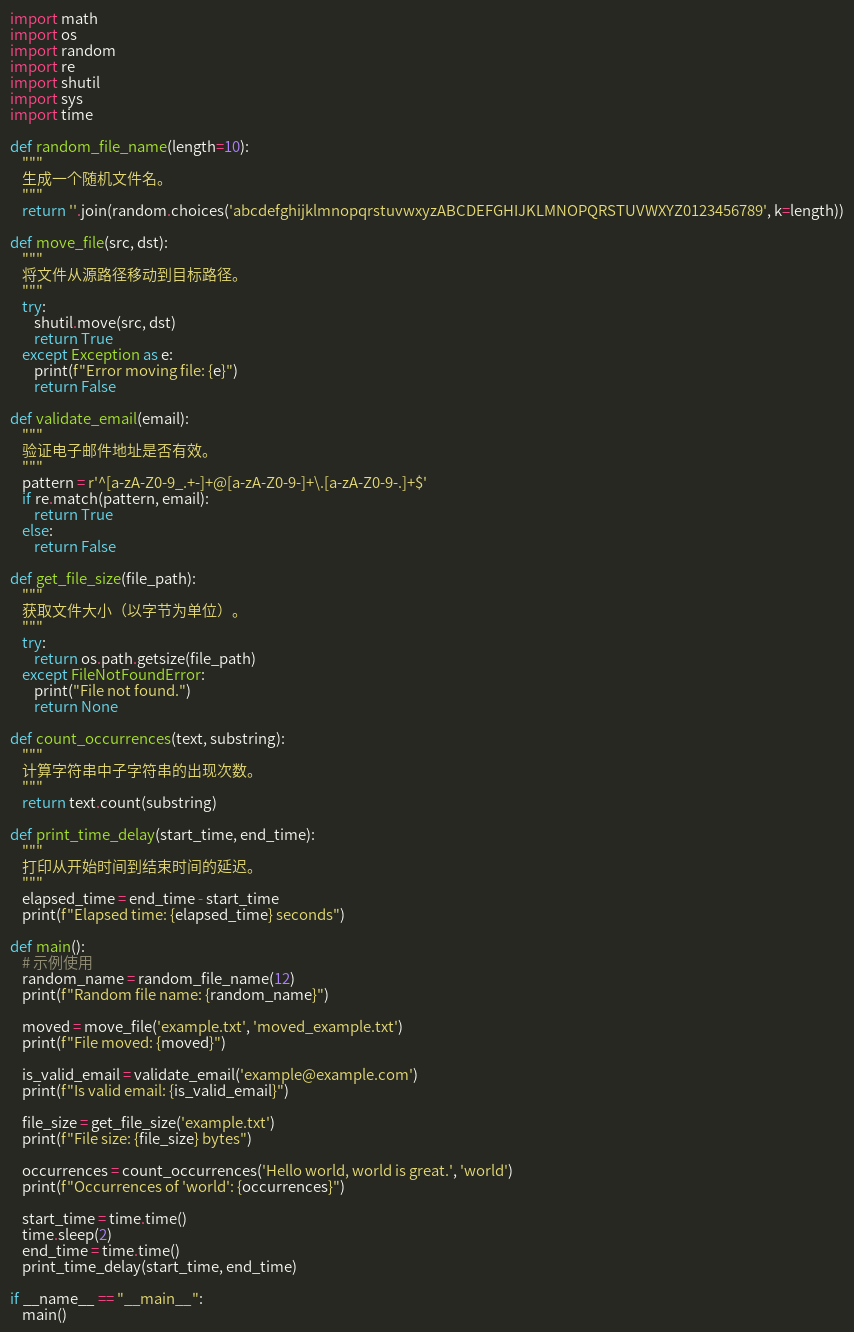 import math
import os
import random
import re
import shutil
import sys
import time

def random_file_name(length=10):
    """
    生成一个随机文件名。
    """
    return ''.join(random.choices('abcdefghijklmnopqrstuvwxyzABCDEFGHIJKLMNOPQRSTUVWXYZ0123456789', k=length))

def move_file(src, dst):
    """
    将文件从源路径移动到目标路径。
    """
    try:
        shutil.move(src, dst)
        return True
    except Exception as e:
        print(f"Error moving file: {e}")
        return False

def validate_email(email):
    """
    验证电子邮件地址是否有效。
    """
    pattern = r'^[a-zA-Z0-9_.+-]+@[a-zA-Z0-9-]+\.[a-zA-Z0-9-.]+$'
    if re.match(pattern, email):
        return True
    else:
        return False

def get_file_size(file_path):
    """
    获取文件大小（以字节为单位）。
    """
    try:
        return os.path.getsize(file_path)
    except FileNotFoundError:
        print("File not found.")
        return None

def count_occurrences(text, substring):
    """
    计算字符串中子字符串的出现次数。
    """
    return text.count(substring)

def print_time_delay(start_time, end_time):
    """
    打印从开始时间到结束时间的延迟。
    """
    elapsed_time = end_time - start_time
    print(f"Elapsed time: {elapsed_time} seconds")

def main():
    # 示例使用
    random_name = random_file_name(12)
    print(f"Random file name: {random_name}")

    moved = move_file('example.txt', 'moved_example.txt')
    print(f"File moved: {moved}")

    is_valid_email = validate_email('example@example.com')
    print(f"Is valid email: {is_valid_email}")

    file_size = get_file_size('example.txt')
    print(f"File size: {file_size} bytes")

    occurrences = count_occurrences('Hello world, world is great.', 'world')
    print(f"Occurrences of 'world': {occurrences}")

    start_time = time.time()
    time.sleep(2)
    end_time = time.time()
    print_time_delay(start_time, end_time)

if __name__ == "__main__":
    main()